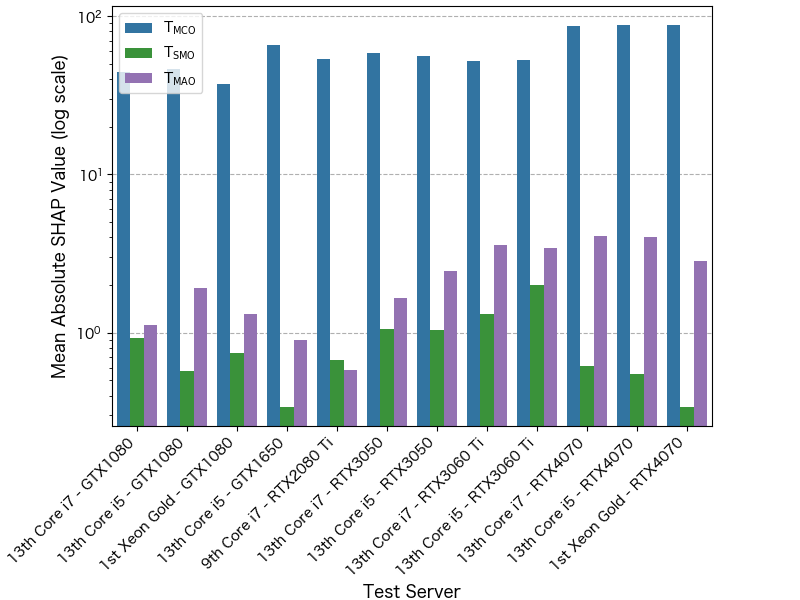 10²
10¹
10⁰
Mean Absolute SHAP Value (log scale)
T_MCO
T_SMO
T_MAO
13th Core i7 - GTX1080
13th Core i5 - GTX1080
1st Xeon Gold - GTX1080
13th Core i5 - GTX1650
9th Core i7 - RTX2080 Ti
13th Core i7 - RTX3050
13th Core i5 - RTX3050
13th Core i7 - RTX3060 Ti
13th Core i5 - RTX3060 Ti
13th Core i7 - RTX4070
13th Core i5 - RTX4070
1st Xeon Gold - RTX4070
Test Server